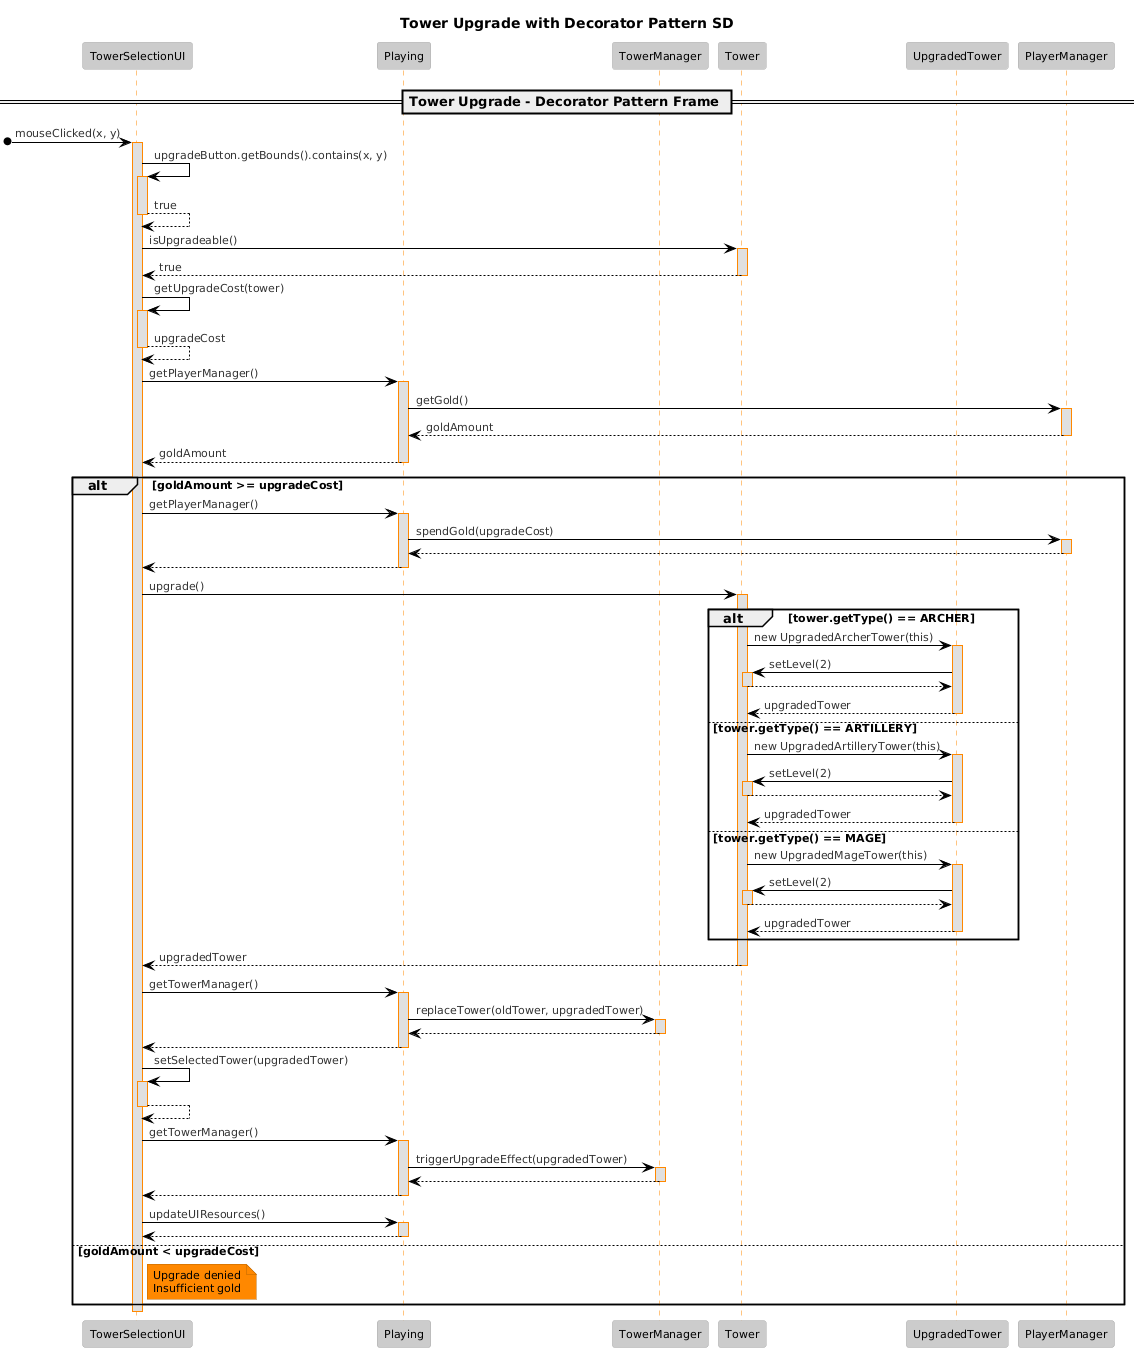 Tower Upgrade with Decorator Pattern SD
TowerSelectionUI
Playing
TowerManager
Tower
UpgradedTower
PlayerManager
Tower Upgrade - Decorator Pattern Frame
mouseClicked(x, y)
upgradeButton.getBounds().contains(x, y)
true
isUpgradeable()
true
getUpgradeCost(tower)
upgradeCost
getPlayerManager()
getGold()
goldAmount
goldAmount
alt
[goldAmount >= upgradeCost]
getPlayerManager()
spendGold(upgradeCost)
upgrade()
alt
[tower.getType() == ARCHER]
new UpgradedArcherTower(this)
setLevel(2)
upgradedTower
[tower.getType() == ARTILLERY]
new UpgradedArtilleryTower(this)
setLevel(2)
upgradedTower
[tower.getType() == MAGE]
new UpgradedMageTower(this)
setLevel(2)
upgradedTower
upgradedTower
getTowerManager()
replaceTower(oldTower, upgradedTower)
setSelectedTower(upgradedTower)
getTowerManager()
triggerUpgradeEffect(upgradedTower)
updateUIResources()
[goldAmount < upgradeCost]
Upgrade denied
Insufficient gold
TowerSelectionUI
Playing
TowerManager
Tower
UpgradedTower
PlayerManager